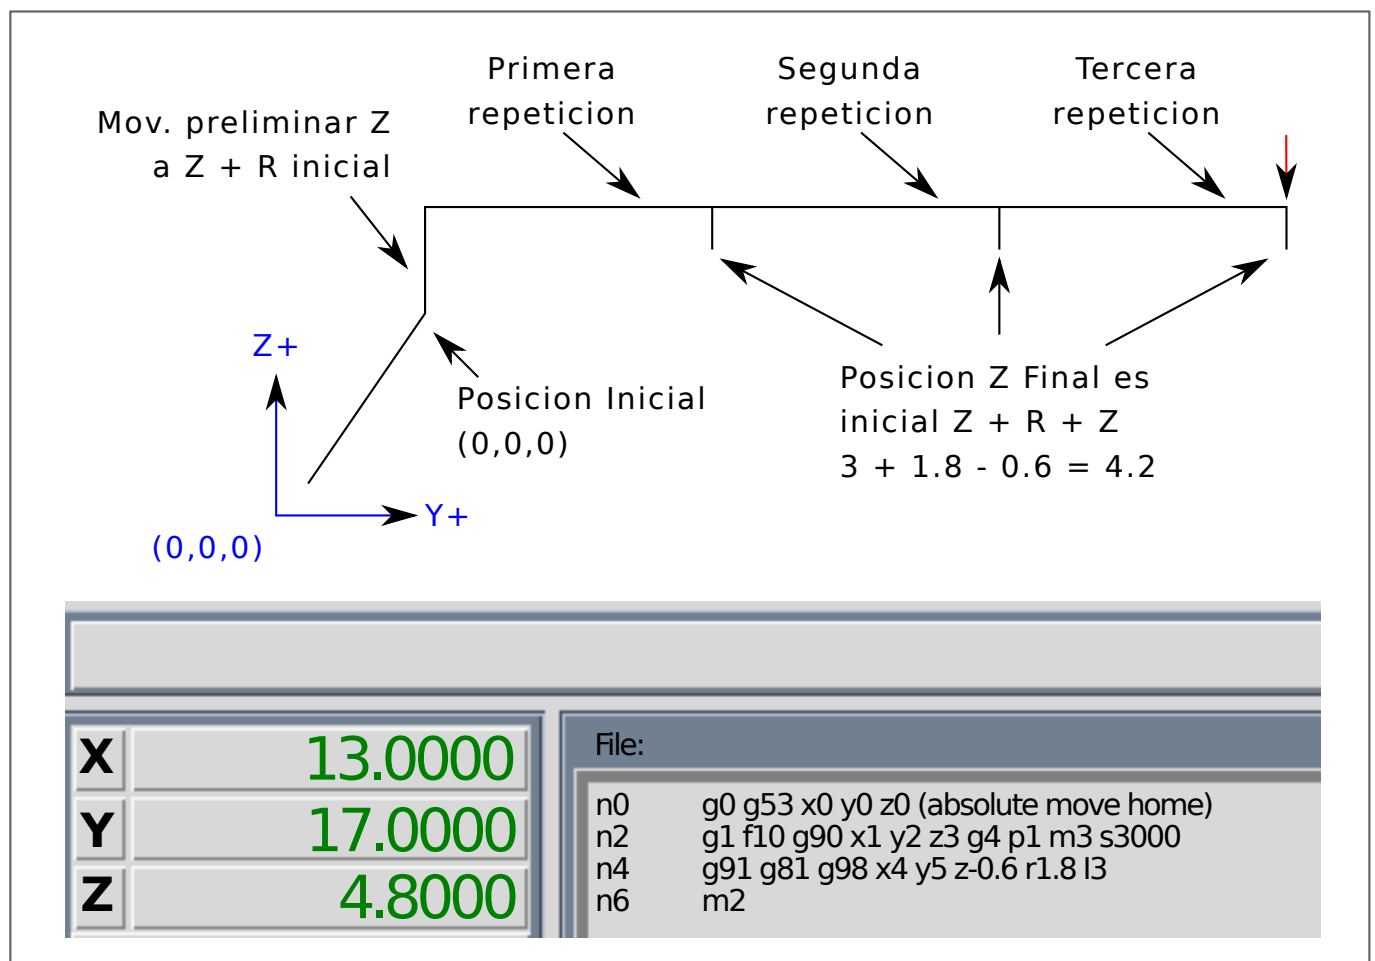 Primera
repeticion
Segunda
repeticion
Tercera
repeticion
Mov. preliminar Z
a Z + R inicial
Z+
Posicion Inicial
(0,0,0)
Posicion Z Final es
inicial Z + R + Z
3 + 1.8 - 0.6 = 4.2
Y+
(0,0,0)
X 13.0000
Y 17.0000
Z 4.8000
File:
n0 g0 g53 x0 y0 z0 (absolute move home)
n2 g1 f10 g90 x1 y2 z3 g4 p1 m3 s3000
n4 g91 g81 g98 x4 y5 z-0.6 r1.8 l3
n6 m2